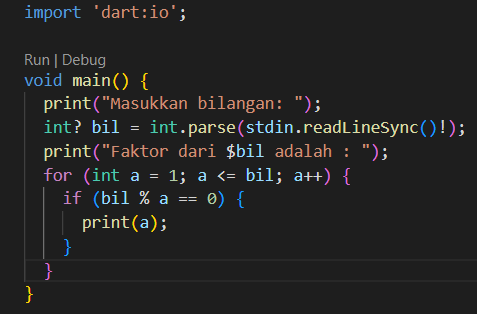 import 'dart:io';
Run | Debug
void main() {
  print("Masukkan bilangan: ");
  int? bil = int.parse(stdin.readLineSync()!);
  print("Faktor dari $bil adalah : ");
  for (int a = 1; a <= bil; a++) {
    if (bil % a == 0) {
      print(a);
    }
  }
}